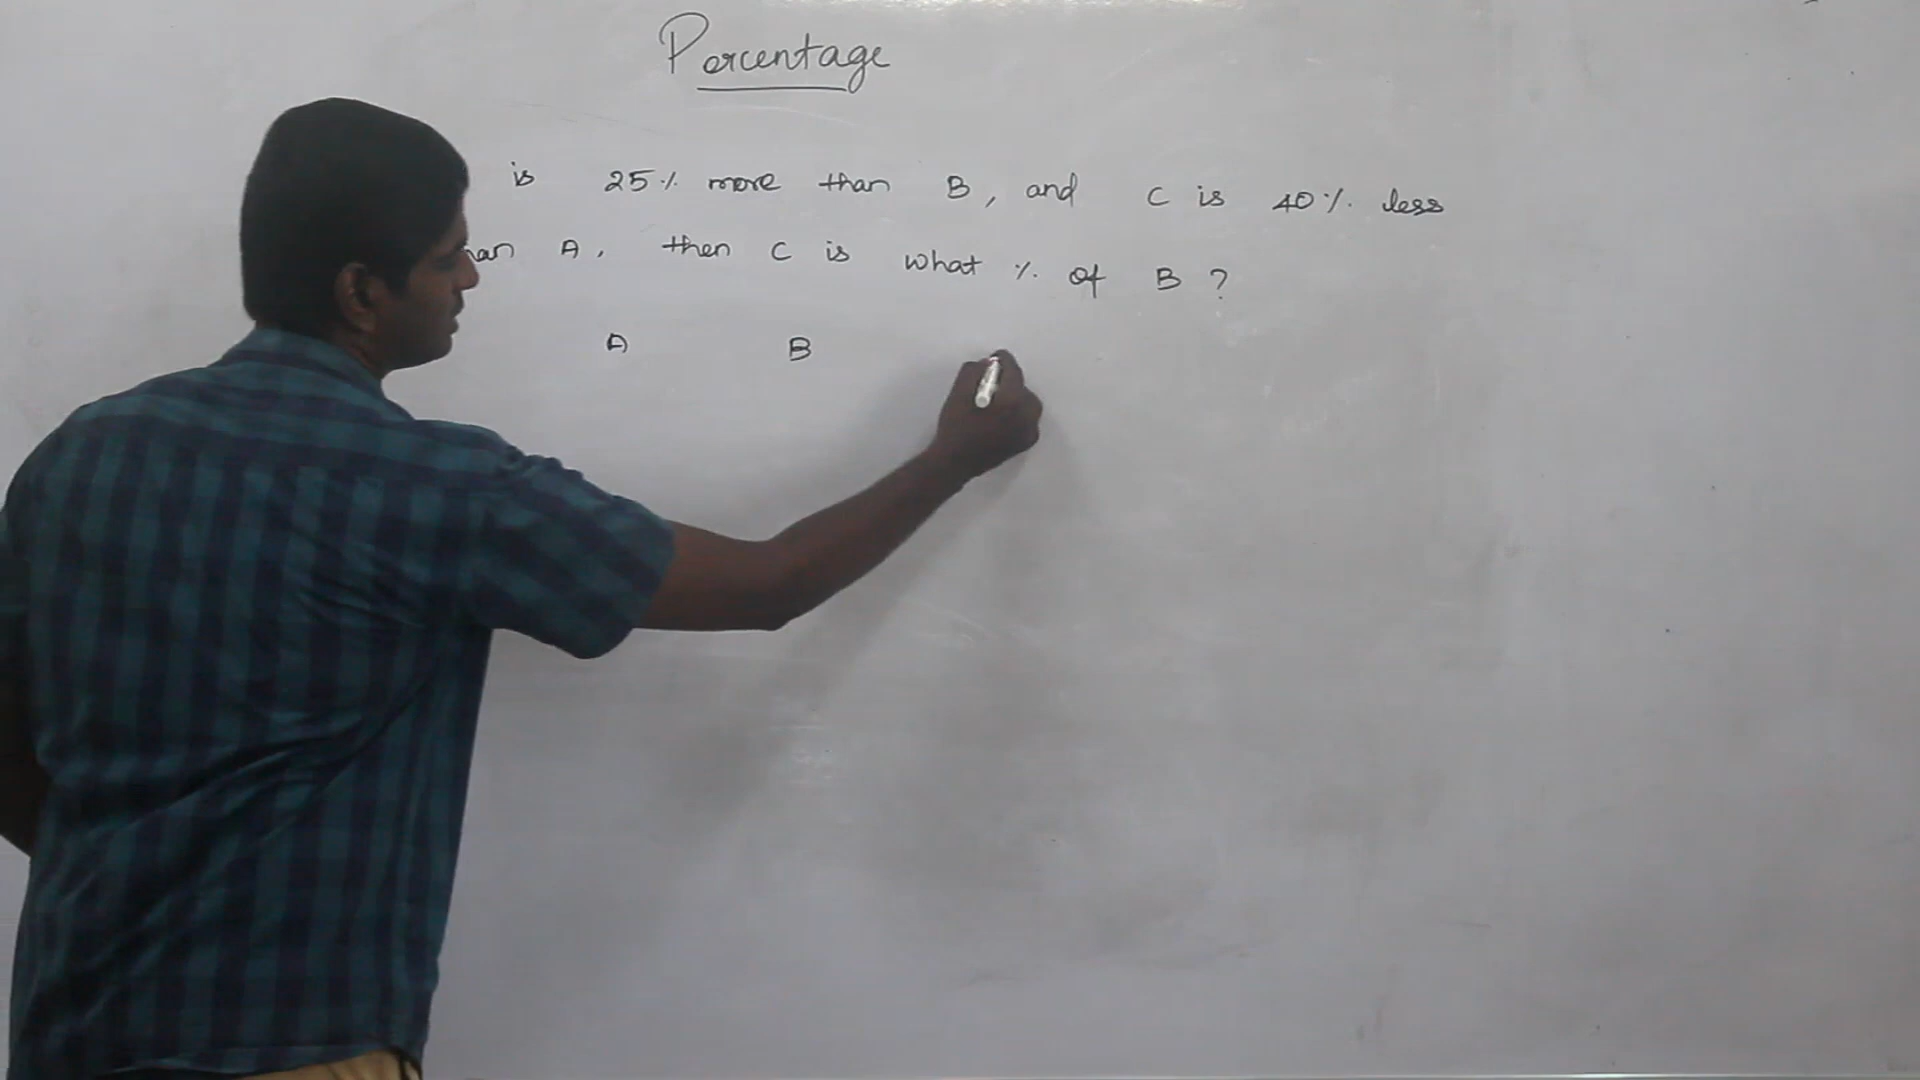 Percentage
is 25% more than B, and C is 40% less
A, then C is what % of B ?
A B